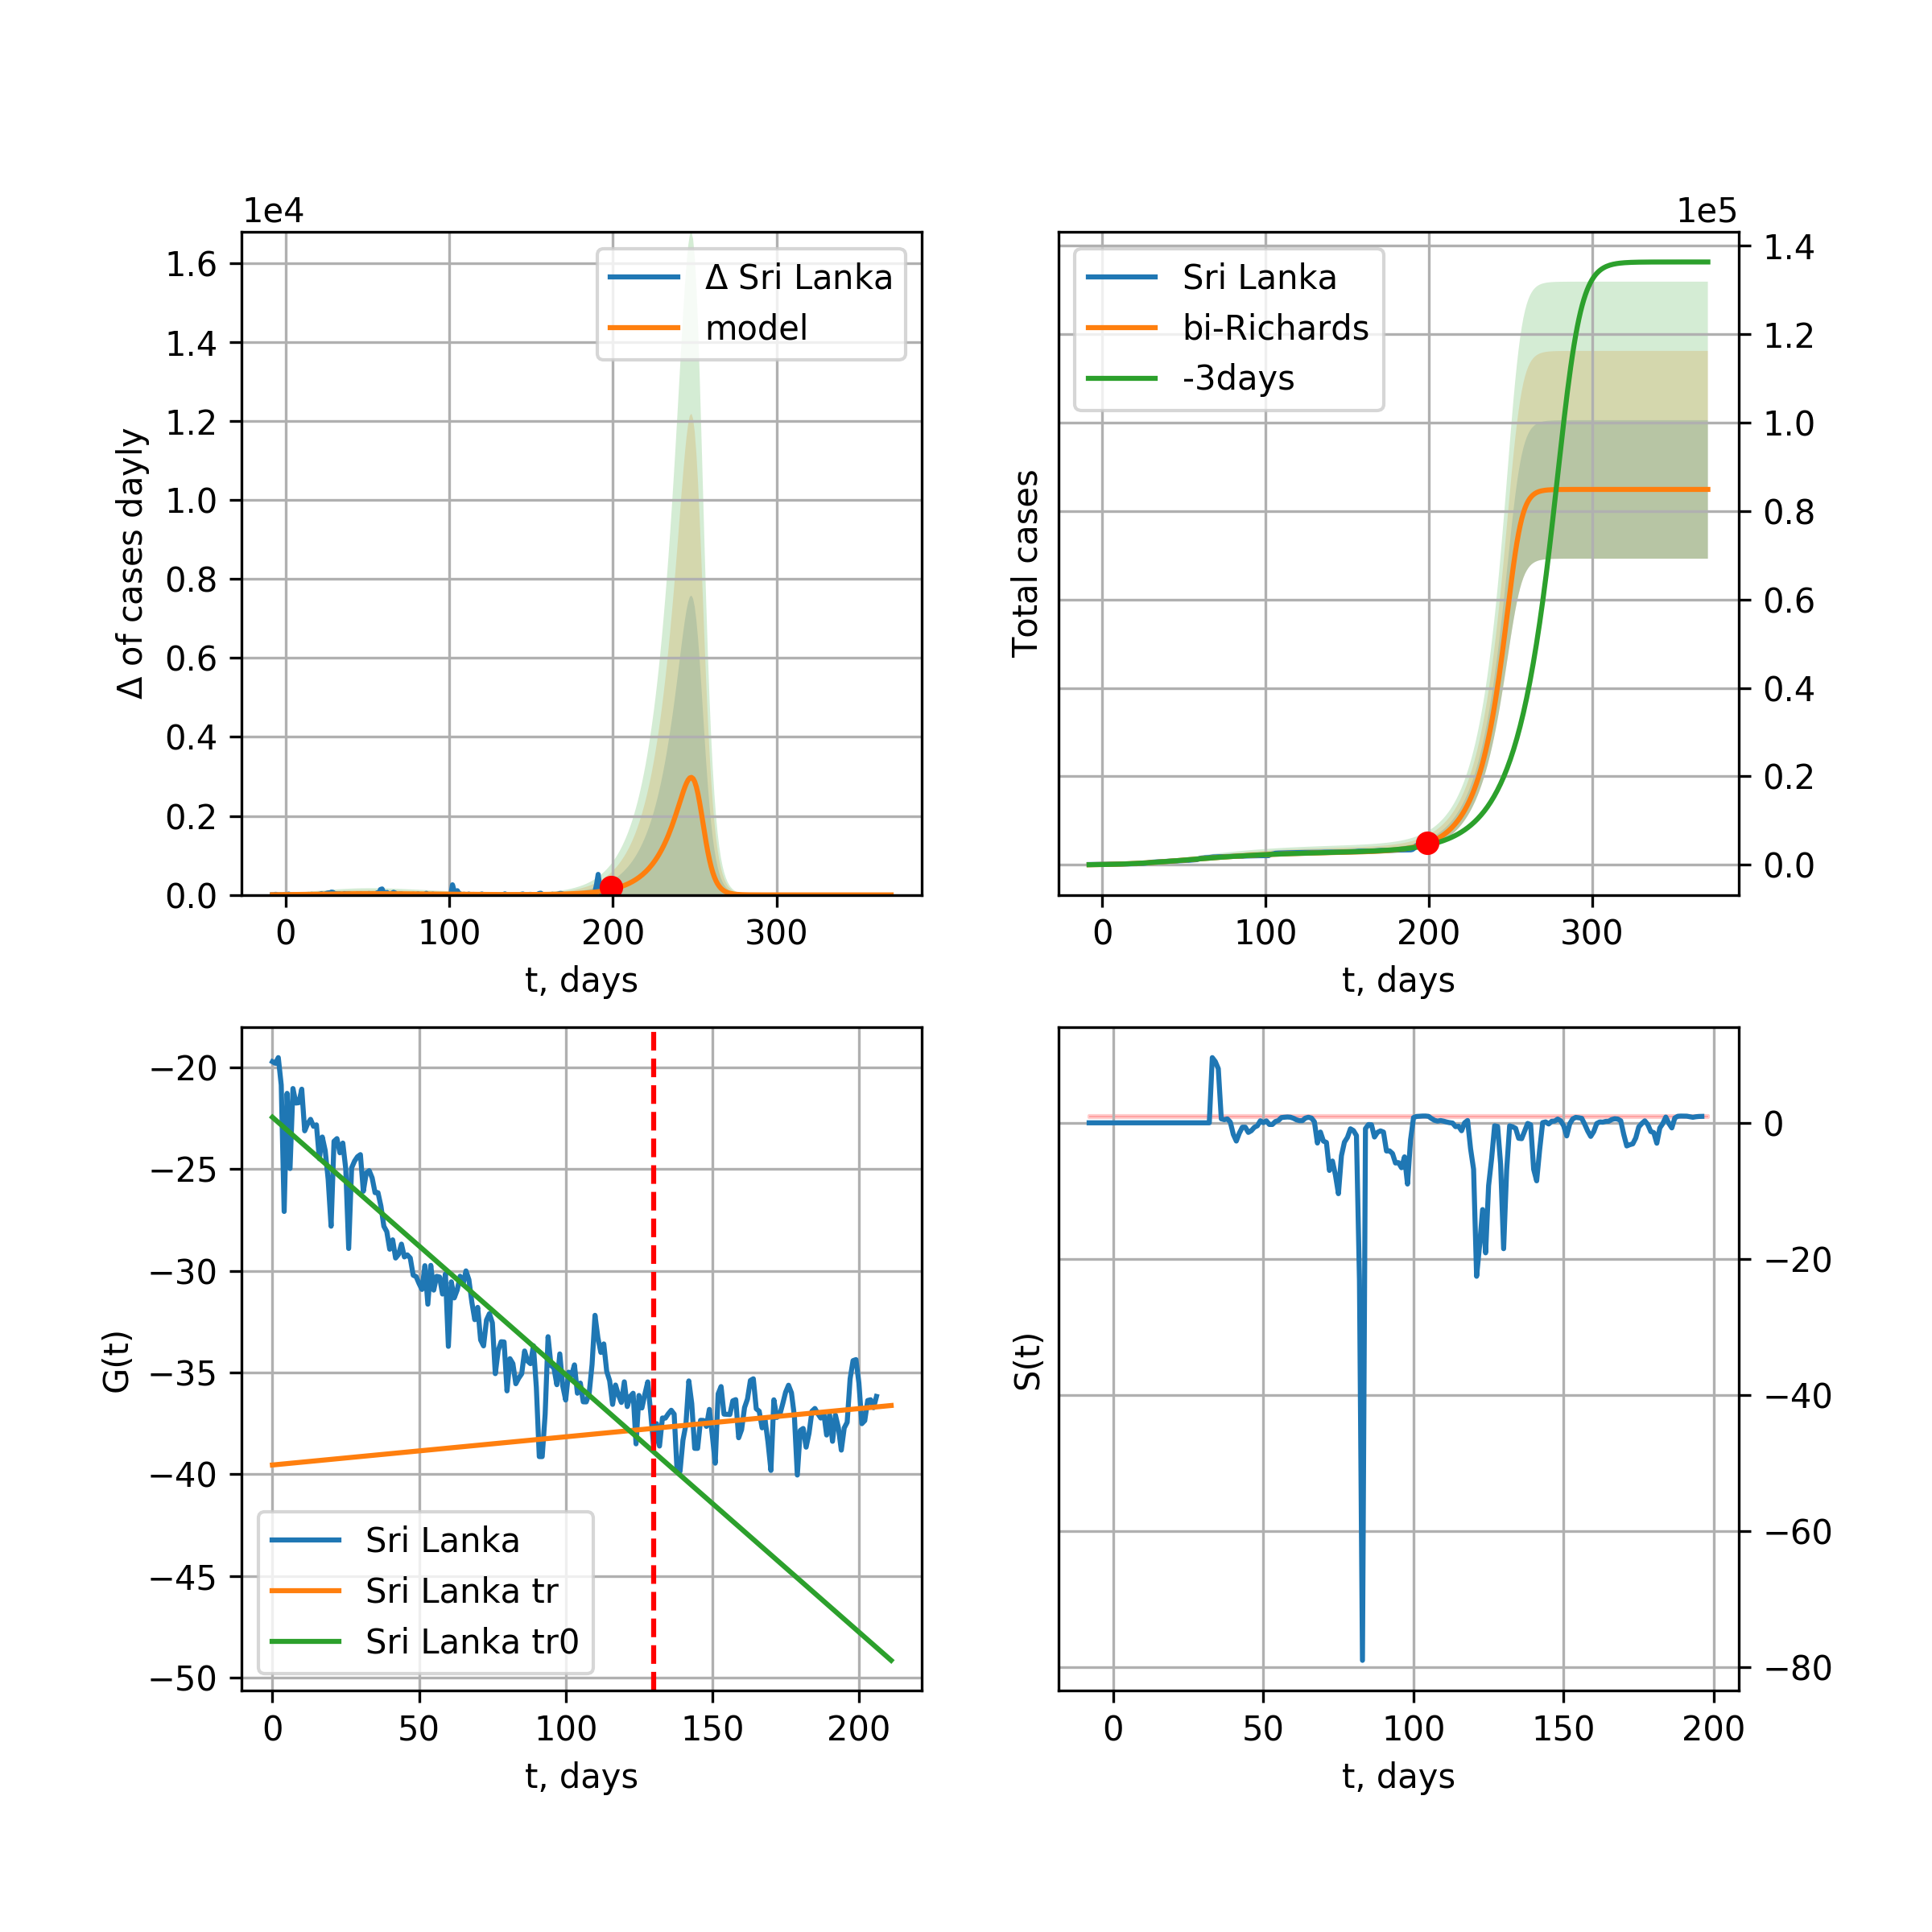 1e4
Δ of cases dayly
1.6
1.4
1.2
1.0
0.8
0.6
0.4
0.2
0.0
Δ Sri Lanka
model
0
100
200
300
t, days
1e5
Total cases
Sri Lanka
bi-Richards
-3days
1.4
1.2
1.0
0.8
0.6
0.4
0.2
0.0
0
100
200
300
t, days
G(t)
−20
−25
−30
−35
−40
−45
−50
Sri Lanka
Sri Lanka tr
Sri Lanka tr0
0
50
100
150
200
t, days
S(t)
0
−20
−40
−60
−80
0
50
100
150
200
t, days